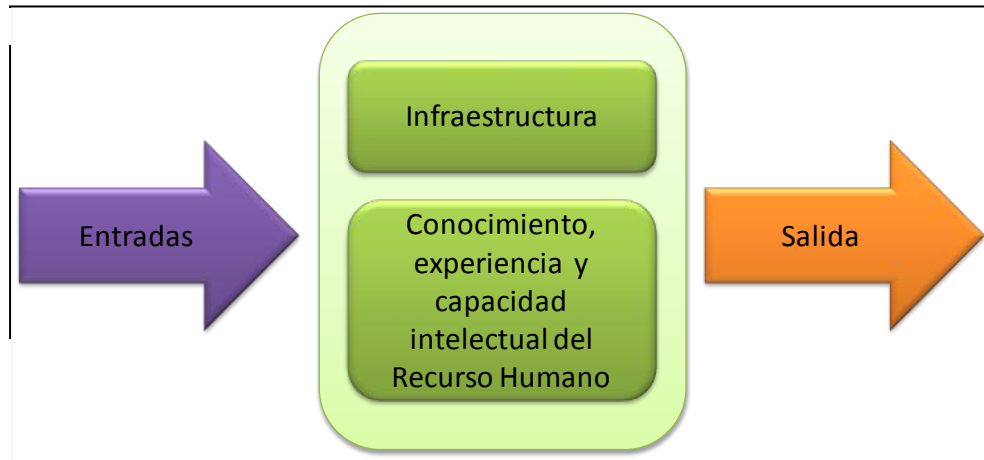 Entradas
Infraestructura
Conocimiento,
experiencia y
capacidad
intelectual del
Recurso Humano
Salida